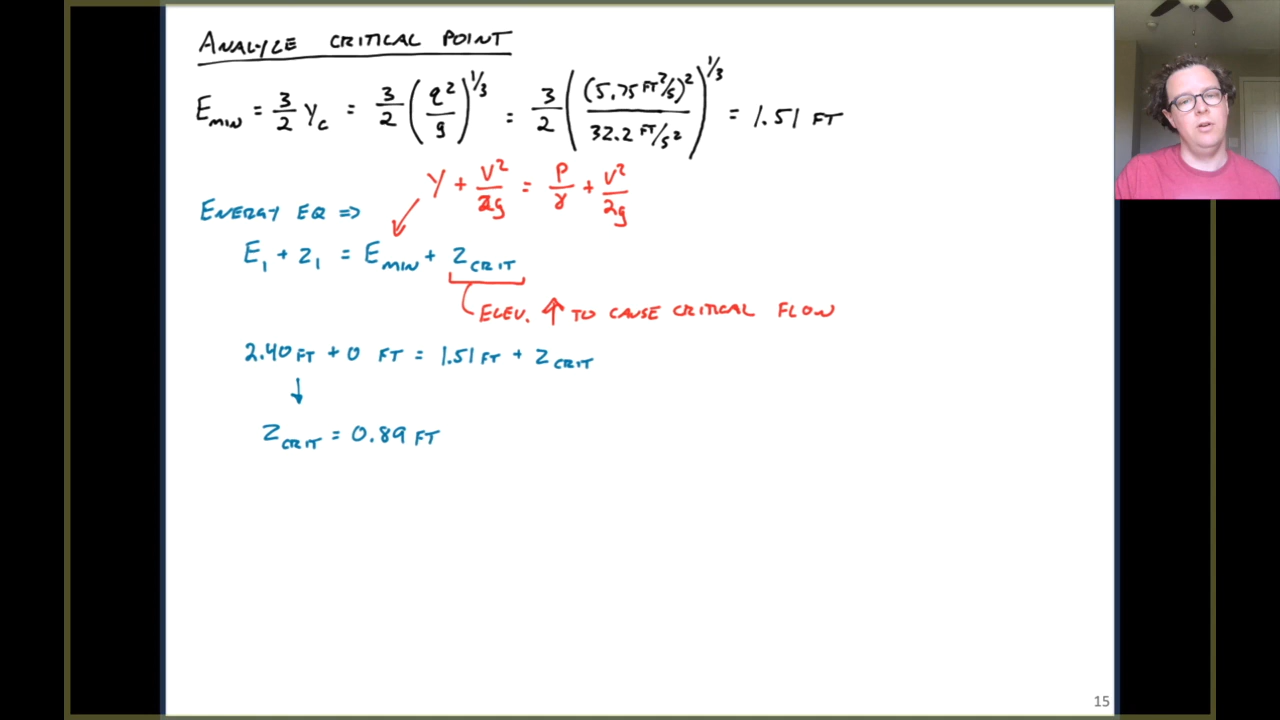 ANALYZE CRITICAL POINT
E_MIN = 3/2 Y_C = 3/2 (q²/g)^1/3 = 3/2 ((5.75 FT²/S)² / 32.2 FT/S²)^1/3 = 1.51 FT
Y + V²/2g = P/γ + V²/2g
ENERGY EQ =>
E₁ + Z₁ = E_MIN + Z_CRIT
ELEV. ↑ TO CAUSE CRITICAL FLOW
2.40 FT + 0 FT = 1.51 FT + Z_CRIT
↓
Z_CRIT = 0.89 FT
15